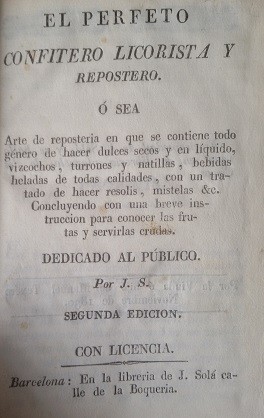 EL PERFETO
CONFITERO LICORISTA Y
REPOSTERO.
Ó SEA
Arte de reposteria en que se contiene todo
género de hacer dulces secos y en líquido,
vizcochos, turrones y natillas, bebidas
heladas de todas calidades, con un tra-
tado de hacer resolis, mistelas &c.
Concluyendo con una breve ins-
truccion para conocer las fru-
tas y servirlas crudas.
DEDICADO AL PÚBLICO.
Por J. S.
SEGUNDA EDICION.
CON LICENCIA.
Barcelona: En la libreria de J. Solá ca-
lle de la Boqueria.